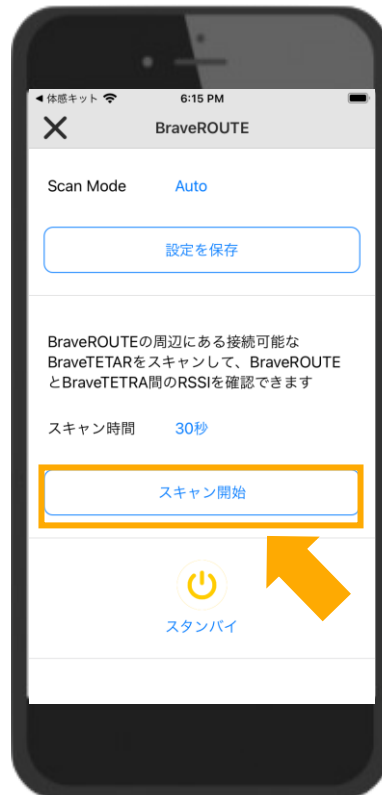 ◀体感キット 6:15 PM
BraveROUTE
Scan Mode Auto
設定を保存
BraveROUTEの周辺にある接続可能な
BraveTETARをスキャンして、BraveROUTE
とBraveTETRA間のRSSIを確認できます
スキャン時間 30秒
スキャン開始
スタンバイ